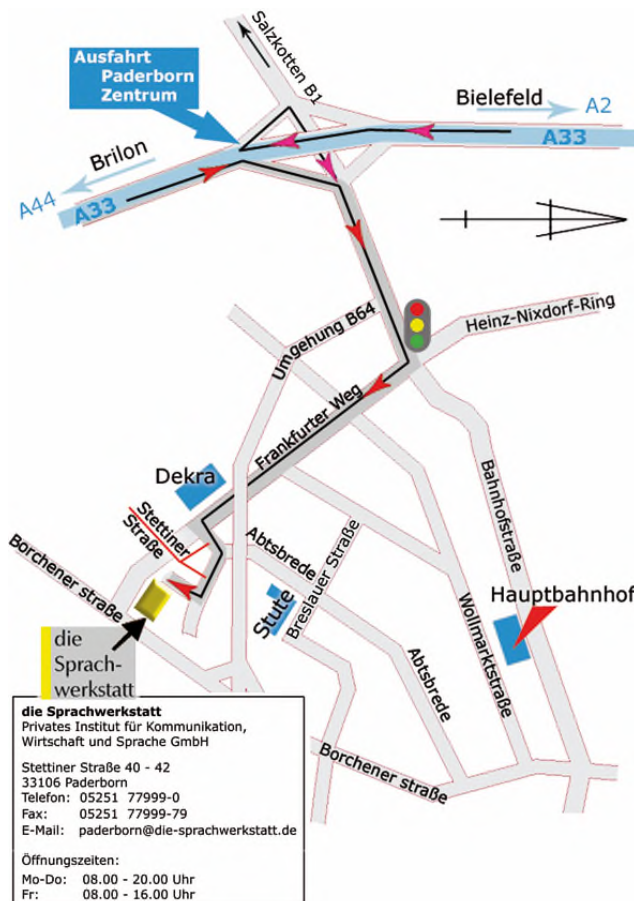 Salzkotten B1
Ausfahrt
Paderborn
Zentrum
Bielefeld
A2
A33
Brilon
A44
A33
Heinz-Nixdorf-Ring
Umgehung B64
Frankfurter Weg
Dekra
Bahnhofstraße
Stettiner
Straße
Abtsbrede
Borchener straße
Breslauer Straße
Stute
Hauptbahnhof
Wollmarktstraße
Abtsbrede
Borchener straße
die
Sprach-
werkstatt
die Sprachwerkstatt
Privates Institut für Kommunikation,
Wirtschaft und Sprache GmbH
Stettiner Straße 40 - 42
33106 Paderborn
Telefon: 05251 77999-0
Fax: 05251 77999-79
E-Mail: paderborn@die-sprachwerkstatt.de
Öffnungszeiten:
Mo-Do: 08.00 - 20.00 Uhr
Fr: 08.00 - 16.00 Uhr